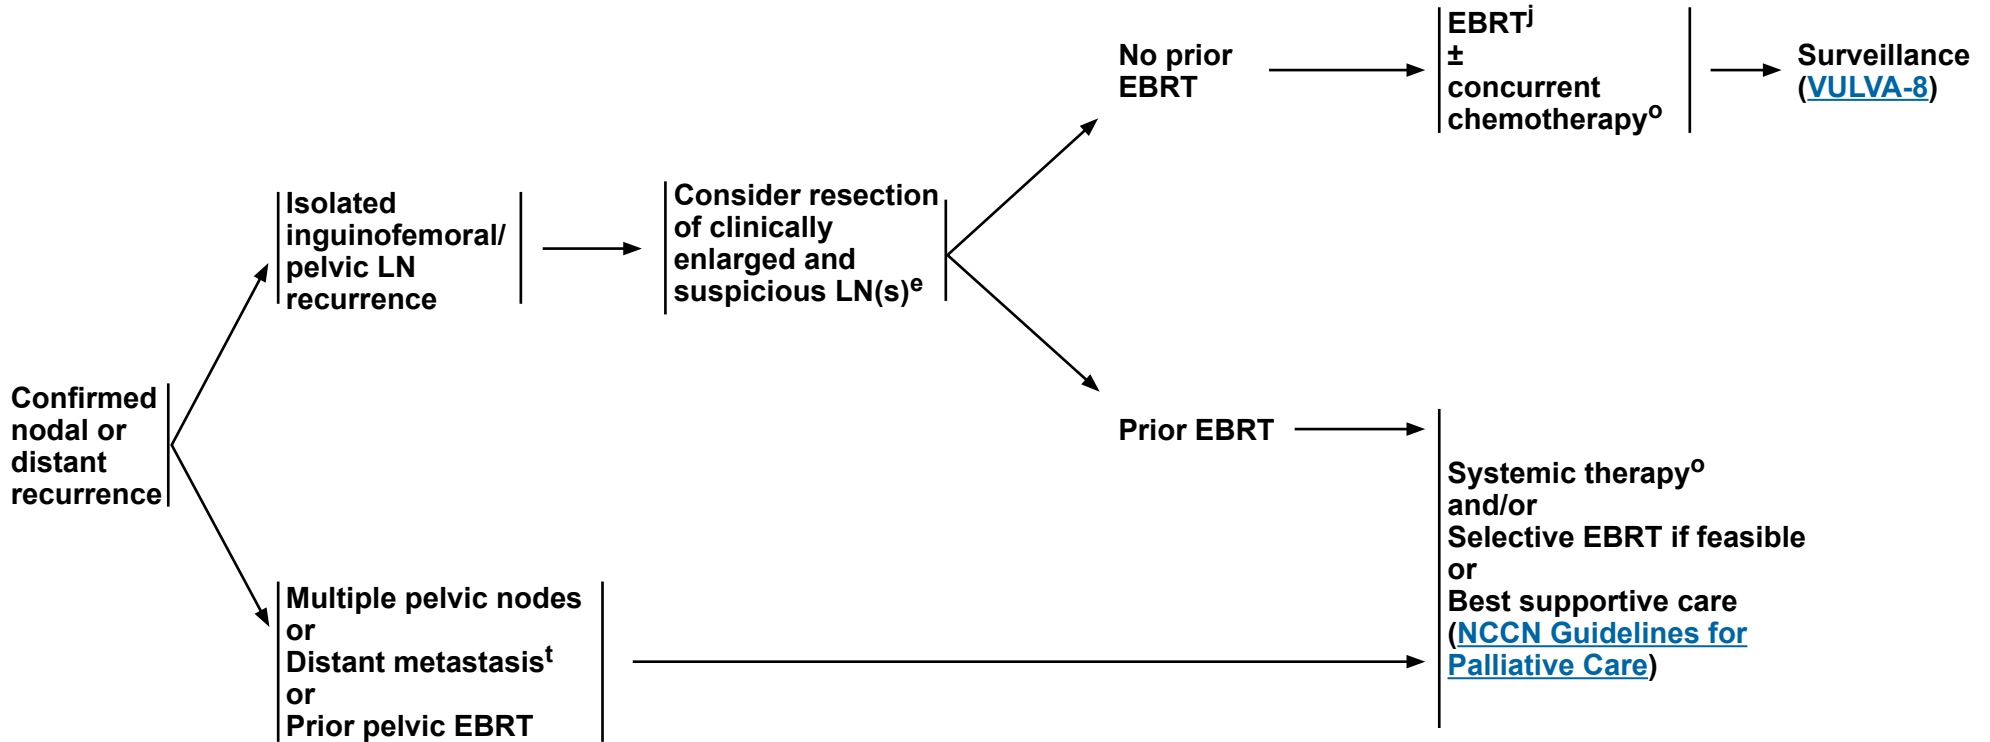 Confirmed
nodal or
distant
recurrence
Isolated
inguinofemoral/
pelvic LN
recurrence
Consider resection
of clinically
enlarged and
suspicious LN(s)e
No prior
EBRT
EBRTj
±
concurrent
chemotherapyo
Surveillance
(VULVA-8)
Prior EBRT
Multiple pelvic nodes
or
Distant metastasist
or
Prior pelvic EBRT
Systemic therapyo
and/or
Selective EBRT if feasible
or
Best supportive care
(NCCN Guidelines for
Palliative Care)